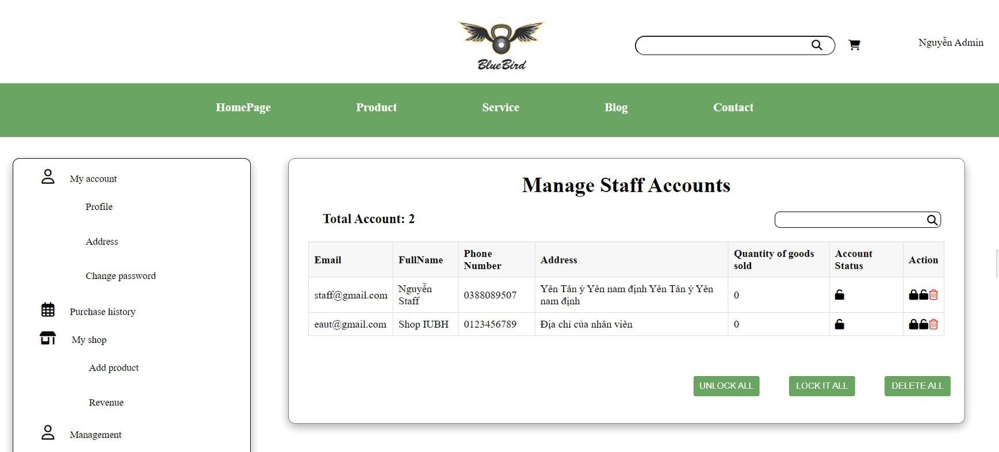 BlueBird
Nguyễn Admin
HomePage Product Service Blog Contact
My account
Profile
Address
Change password
Purchase history
My shop
Add product
Revenue
Management
Manage Staff Accounts
Total Account: 2
Email FullName Phone Number Address Quantity of goods sold Account Status Action
staff@gmail.com Nguyễn Staff 0388089507 Yên Tân ý Yên nam định Yên Tân ý Yên nam định 0
eaut@gmail.com Shop IUBH 0123456789 Địa chỉ của nhân viên 0
UNLOCK ALL LOCK IT ALL DELETE ALL